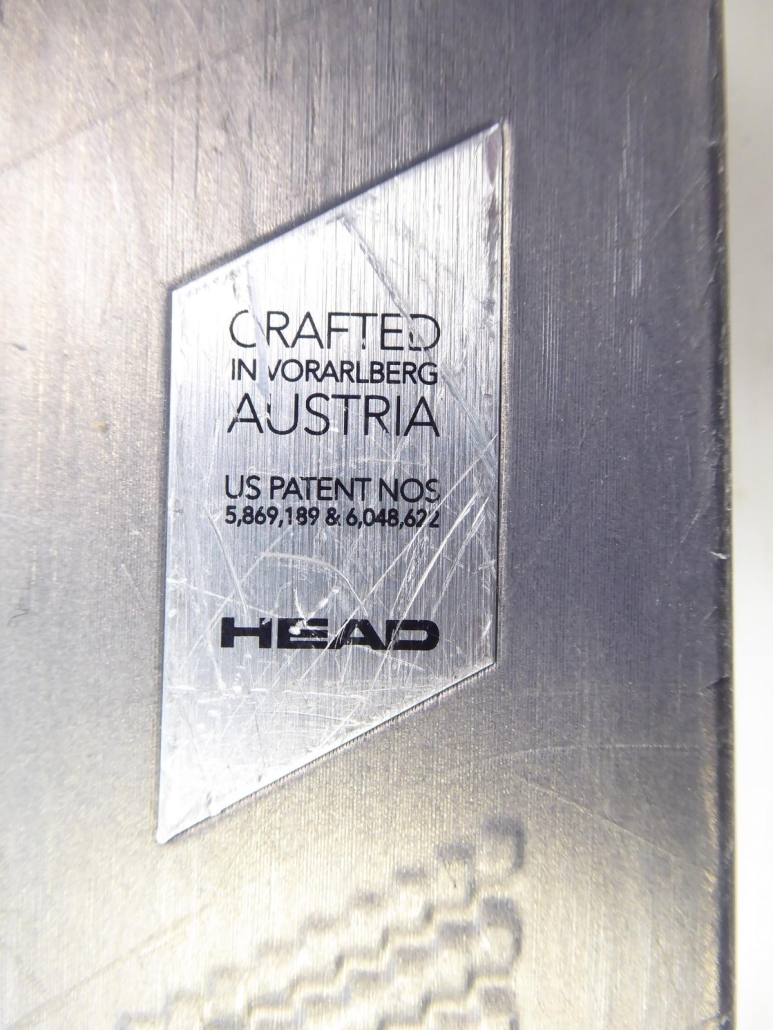 CRAFTED
IN VORARLBERG
AUSTRIA
US PATENT NOS
5,869,189 & 6,048,622
HEAD